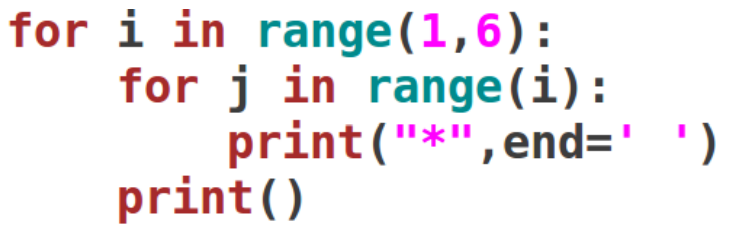 for i in range(1,6):
    for j in range(i):
        print("*",end=' ')
    print()